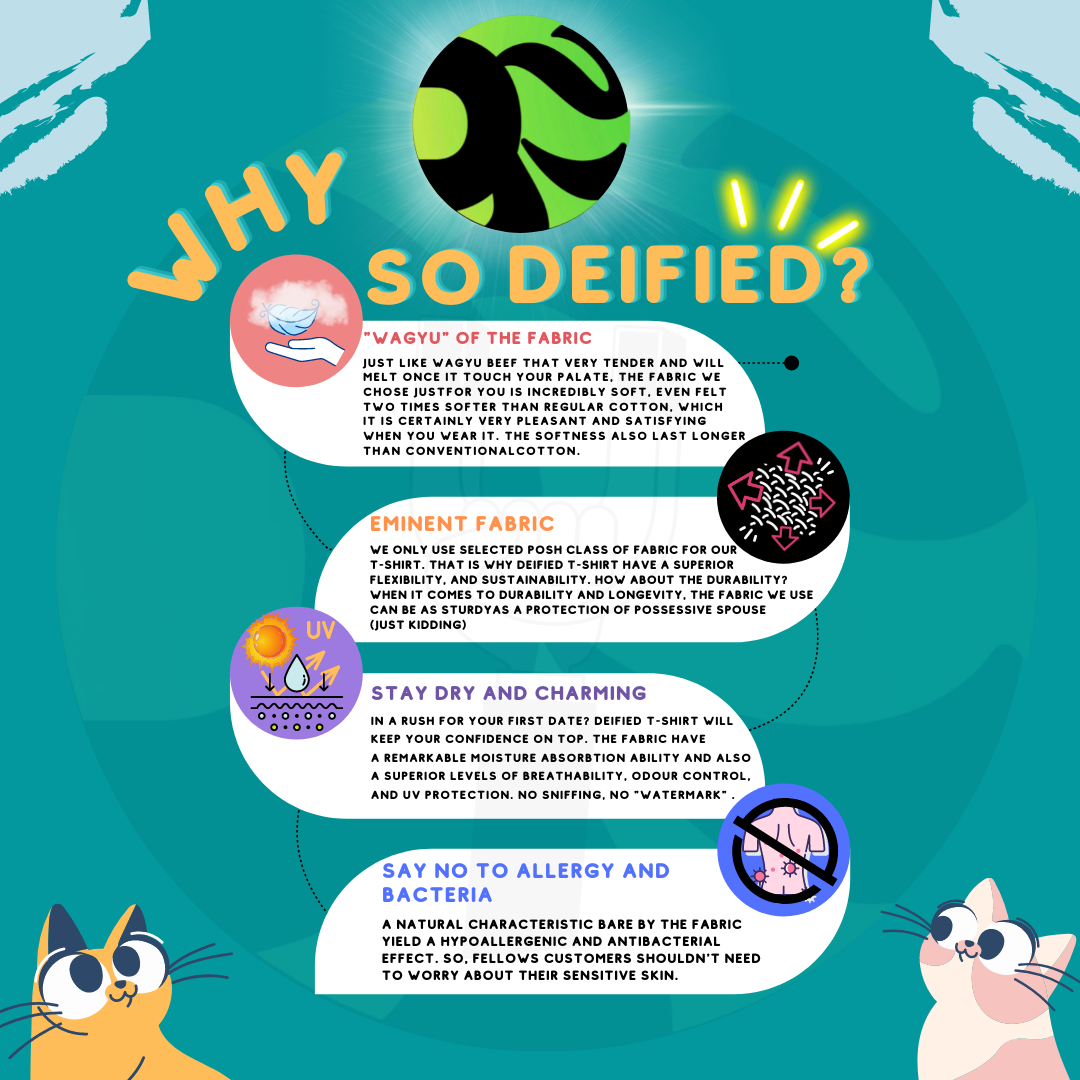 WHY
SO DEIFIED?
"WAGYU" OF THE FABRIC
JUST LIKE WAGYU BEEF THAT VERY TENDER AND WILL
MELT ONCE IT TOUCH YOUR PALATE, THE FABRIC WE
CHOSE JUSTFOR YOU IS INCREDIBLY SOFT, EVEN FELT
TWO TIMES SOFTER THAN REGULAR COTTON, WHICH
IT IS CERTAINLY VERY PLEASANT AND SATISFYING
WHEN YOU WEAR IT. THE SOFTNESS ALSO LAST LONGER
THAN CONVENTIONALCOTTON.
EMINENT FABRIC
WE ONLY USE SELECTED POSH CLASS OF FABRIC FOR OUR
T-SHIRT. THAT IS WHY DEIFIED T-SHIRT HAVE A SUPERIOR
FLEXIBILITY, AND SUSTAINABILITY. HOW ABOUT THE DURABILITY?
WHEN IT COMES TO DURABILITY AND LONGEVITY, THE FABRIC WE USE
CAN BE AS STURDYAS A PROTECTION OF POSSESSIVE SPOUSE
(JUST KIDDING)
UV
STAY DRY AND CHARMING
IN A RUSH FOR YOUR FIRST DATE? DEIFIED T-SHIRT WILL
KEEP YOUR CONFIDENCE ON TOP. THE FABRIC HAVE
A REMARKABLE MOISTURE ABSORBTION ABILITY AND ALSO
A SUPERIOR LEVELS OF BREATHABILITY, ODOUR CONTROL,
AND UV PROTECTION. NO SNIFFING, NO "WATERMARK" .
SAY NO TO ALLERGY AND
BACTERIA
A NATURAL CHARACTERISTIC BARE BY THE FABRIC
YIELD A HYPOALLERGENIC AND ANTIBACTERIAL
EFFECT. SO, FELLOWS CUSTOMERS SHOULDN'T NEED
TO WORRY ABOUT THEIR SENSITIVE SKIN.